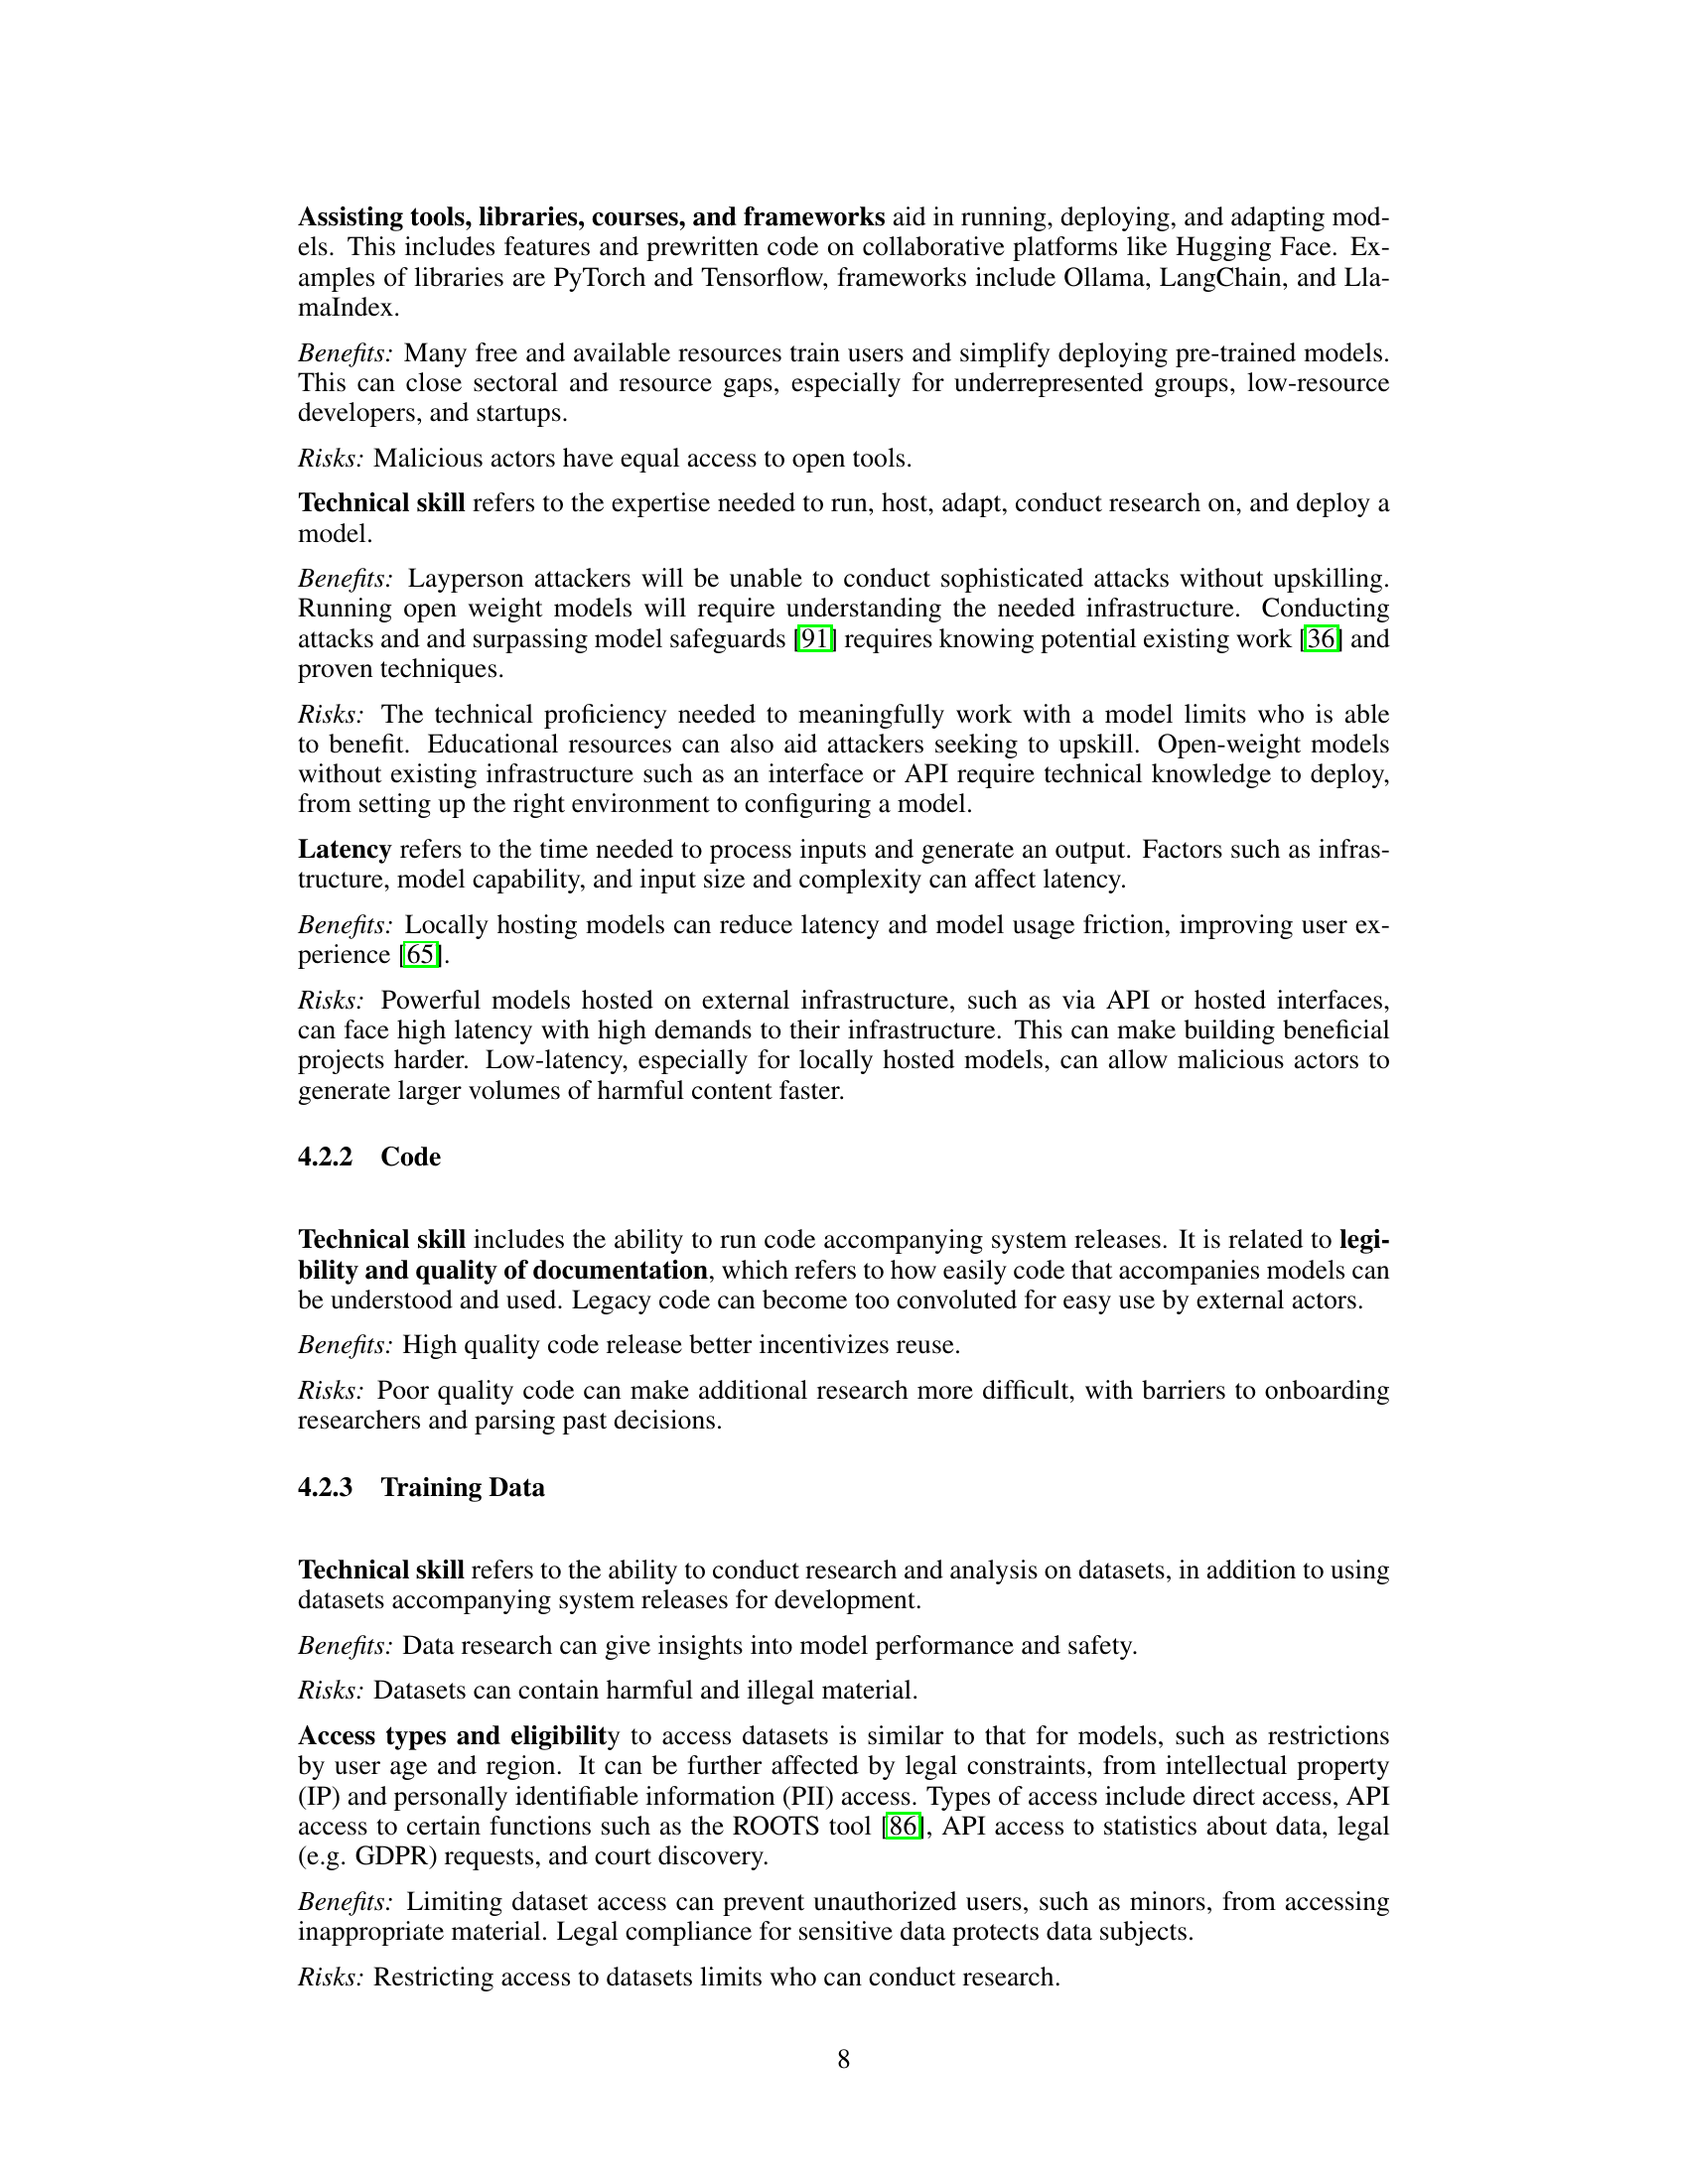 Assisting tools, libraries, courses, and frameworks aid in running, deploying, and adapting mod-
els. This includes features and prewritten code on collaborative platforms like Hugging Face. Ex-
amples of libraries are PyTorch and Tensorflow, frameworks include Ollama, LangChain, and Lla-
maIndex.
Benefits: Many free and available resources train users and simplify deploying pre-trained models.
This can close sectoral and resource gaps, especially for underrepresented groups, low-resource
developers, and startups.
Risks: Malicious actors have equal access to open tools.
Technical skill refers to the expertise needed to run, host, adapt, conduct research on, and deploy a
model.
Benefits: Layperson attackers will be unable to conduct sophisticated attacks without upskilling.
Running open weight models will require understanding the needed infrastructure. Conducting
attacks and and surpassing model safeguards [91] requires knowing potential existing work [36] and
proven techniques.
Risks: The technical proficiency needed to meaningfully work with a model limits who is able
to benefit. Educational resources can also aid attackers seeking to upskill. Open-weight models
without existing infrastructure such as an interface or API require technical knowledge to deploy,
from setting up the right environment to configuring a model.
Latency refers to the time needed to process inputs and generate an output. Factors such as infras-
tructure, model capability, and input size and complexity can affect latency.
Benefits: Locally hosting models can reduce latency and model usage friction, improving user ex-
perience [65].
Risks: Powerful models hosted on external infrastructure, such as via API or hosted interfaces,
can face high latency with high demands to their infrastructure. This can make building beneficial
projects harder. Low-latency, especially for locally hosted models, can allow malicious actors to
generate larger volumes of harmful content faster.
4.2.2 Code
Technical skill includes the ability to run code accompanying system releases. It is related to legi-
bility and quality of documentation, which refers to how easily code that accompanies models can
be understood and used. Legacy code can become too convoluted for easy use by external actors.
Benefits: High quality code release better incentivizes reuse.
Risks: Poor quality code can make additional research more difficult, with barriers to onboarding
researchers and parsing past decisions.
4.2.3 Training Data
Technical skill refers to the ability to conduct research and analysis on datasets, in addition to using
datasets accompanying system releases for development.
Benefits: Data research can give insights into model performance and safety.
Risks: Datasets can contain harmful and illegal material.
Access types and eligibility to access datasets is similar to that for models, such as restrictions
by user age and region. It can be further affected by legal constraints, from intellectual property
(IP) and personally identifiable information (PII) access. Types of access include direct access, API
access to certain functions such as the ROOTS tool [86], API access to statistics about data, legal
(e.g. GDPR) requests, and court discovery.
Benefits: Limiting dataset access can prevent unauthorized users, such as minors, from accessing
inappropriate material. Legal compliance for sensitive data protects data subjects.
Risks: Restricting access to datasets limits who can conduct research.
8